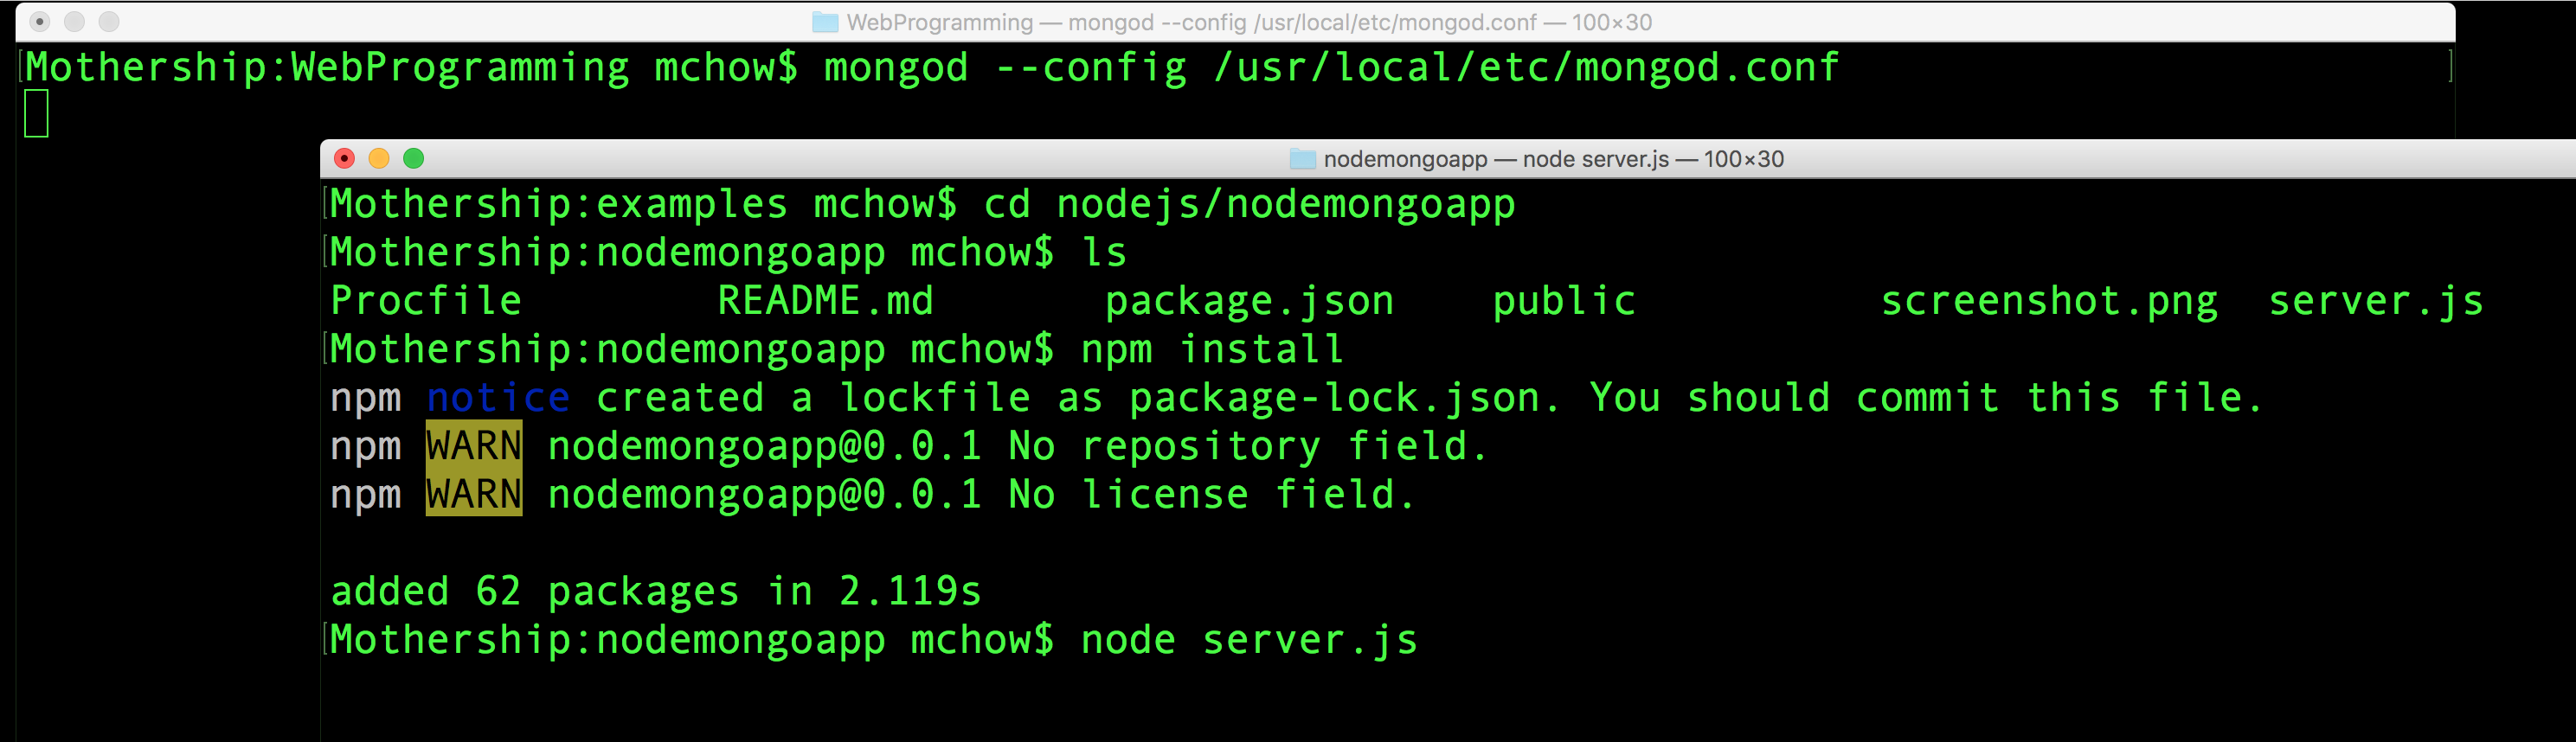 WebProgramming — mongod --config /usr/local/etc/mongod.conf — 100×30
[Mothership:WebProgramming mchow$ mongod --config /usr/local/etc/mongod.conf ]
nodemongoapp — node server.js — 100×30
[Mothership:examples mchow$ cd nodejs/nodemongoapp
[Mothership:nodemongoapp mchow$ ls
Procfile README.md package.json public screenshot.png server.js
[Mothership:nodemongoapp mchow$ npm install
npm notice created a lockfile as package-lock.json. You should commit this file.
npm WARN nodemongoapp@0.0.1 No repository field.
npm WARN nodemongoapp@0.0.1 No license field.
added 62 packages in 2.119s
[Mothership:nodemongoapp mchow$ node server.js